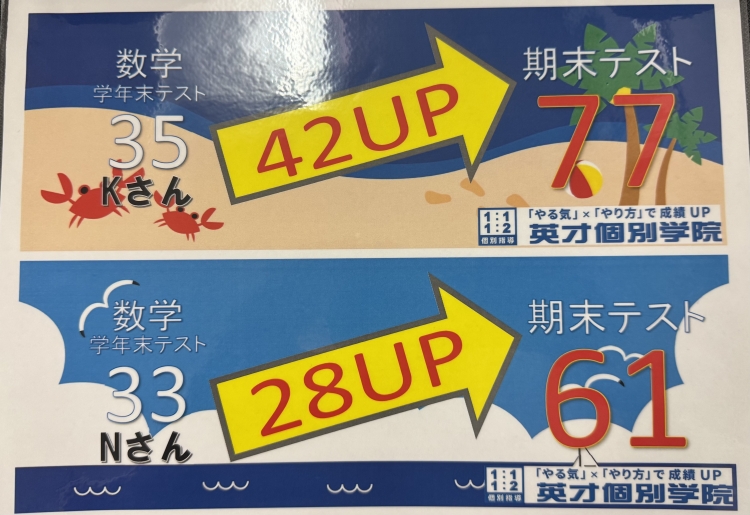 数学
学年末テスト
35
Kさん
42UP
期末テスト
77
1:1
1:2
個別指導
「やる気」×「やり方」で成績UP
英才個別学院
数学
学年末テスト
33
Nさん
28UP
期末テスト
61
1:1
1:2
個別指導
「やる気」×「やり方」で成績UP
英才個別学院